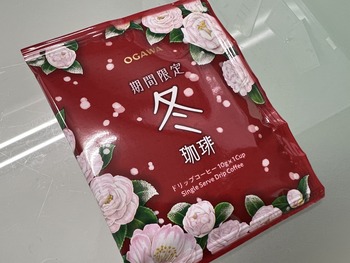 OGAWA
期間限定
冬
珈琲
ドリップコーヒー 10g×1Cup
Single Serve Drip Coffee